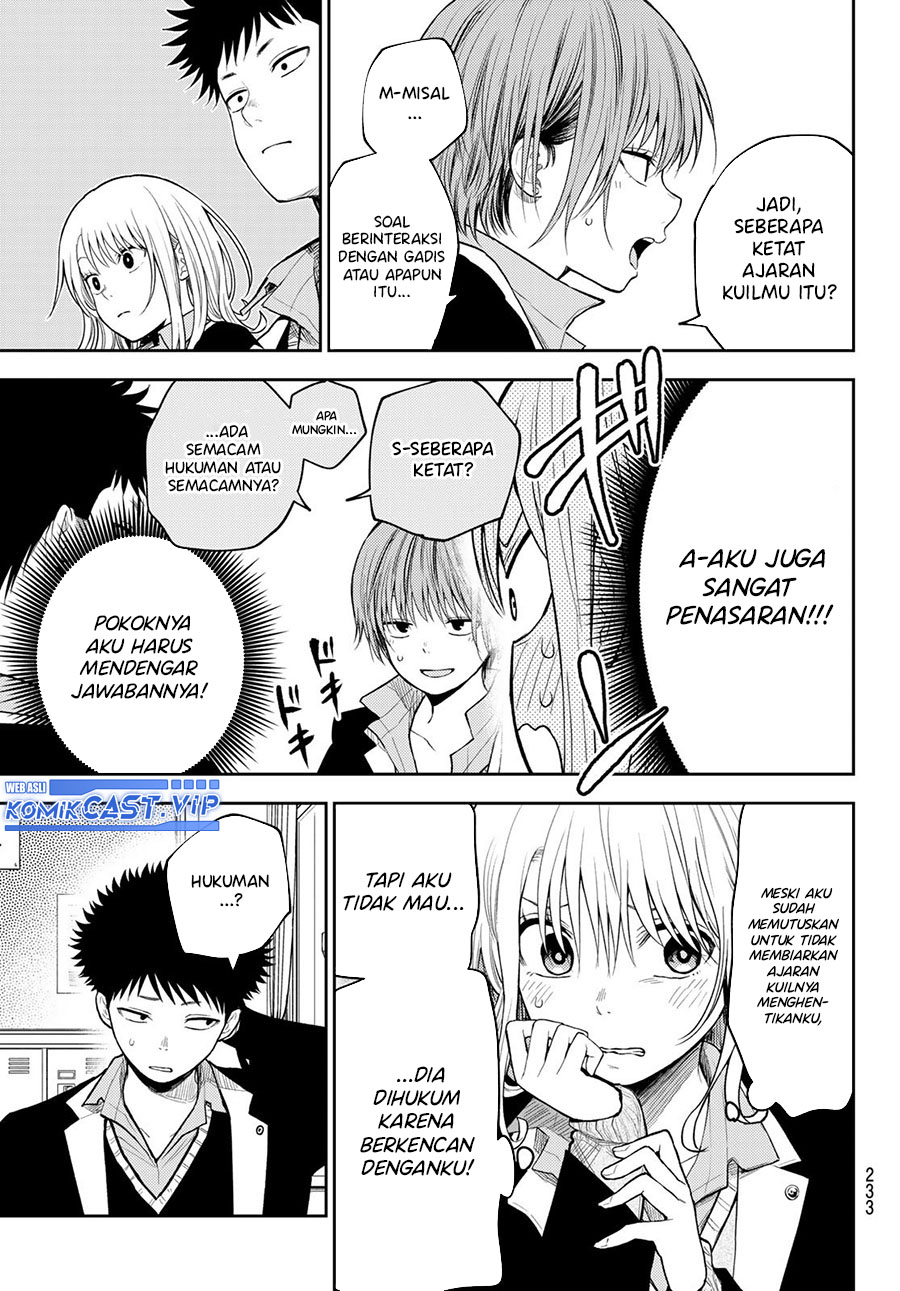 JADI,
SEBERAPA
KETAT
AJARAN
KUILMU ITU?
M-MISAL
...
SOAL
BERINTERAKSI
DENGAN GADIS
ATAU APAPUN
ITU...
A-AKU JUGA
SANGAT
PENASARAN!!!
ギ
S-SEBERAPA
KETAT?
APA
MUNGKIN...
...ADA
SEMACAM
HUKUMAN ATAU
SEMACAMNYA?
ドド
POKOKNYA
AKU HARUS
MENDENGAR
JAWABANNYA!
WEB ASLI
KOMIKCAST.VIP
MESKI AKU
SUDAH
MEMUTUSKAN
UNTUK TIDAK
MEMBIARKAN
AJARAN
KUILNYA
MENGHEN-
TIKANKU,
TAPI AKU
TIDAK MAU...
...DIA
DIHUKUM
KARENA
BERKENCAN
DENGANKU!
HUKUMAN
...?
233